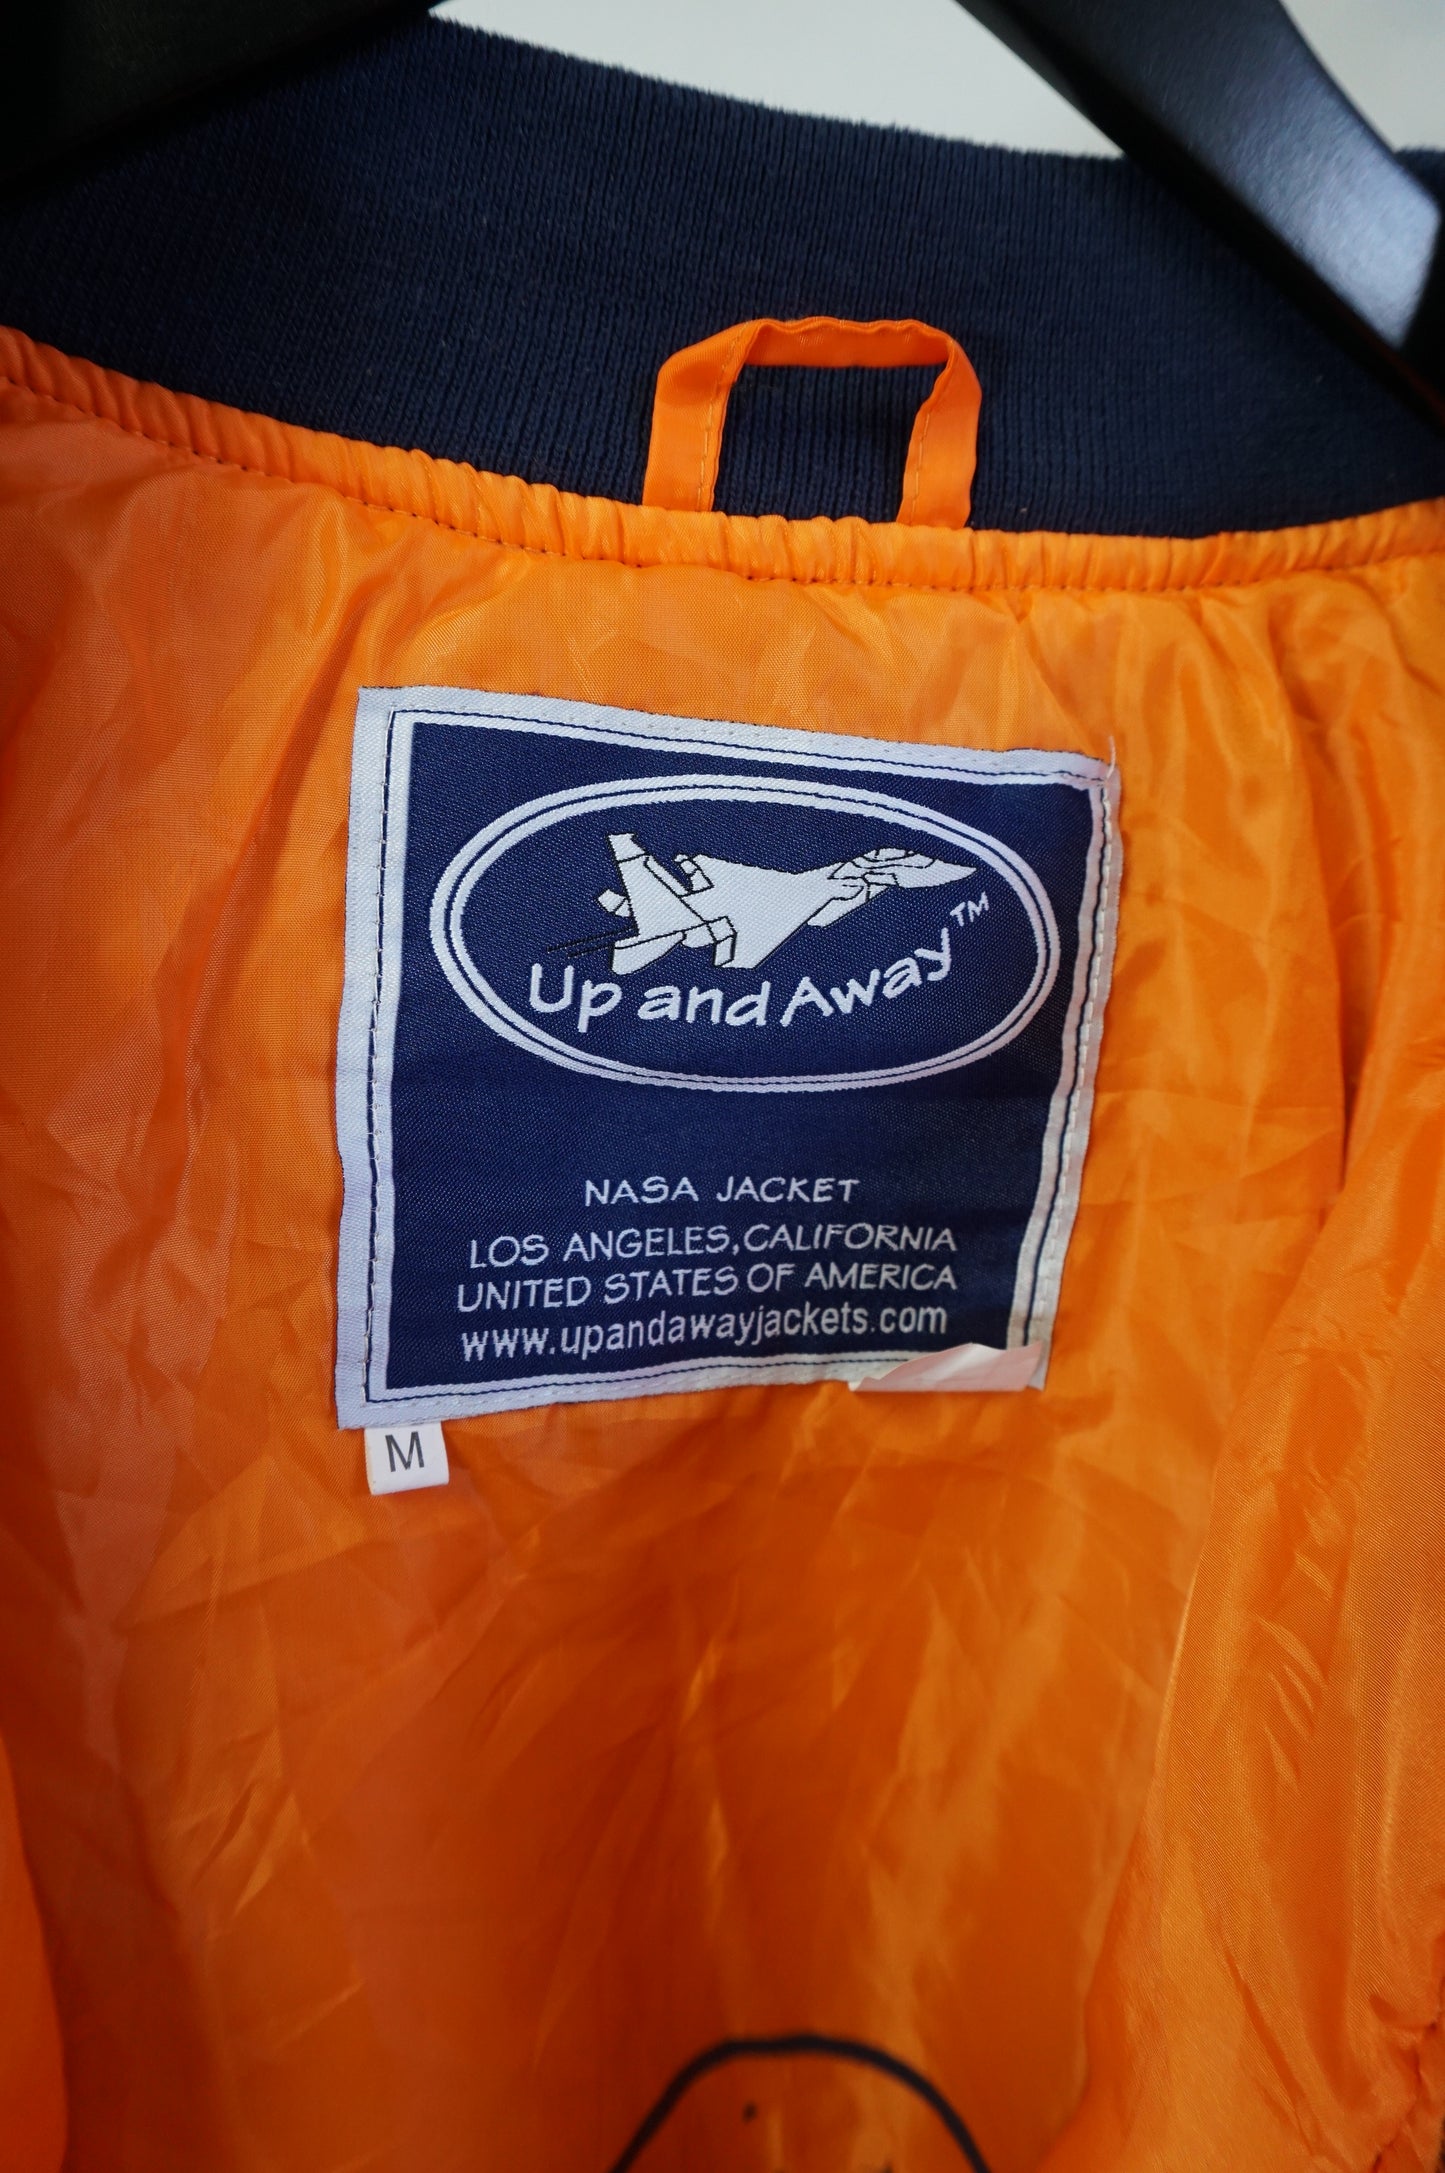 Up and Away™
NASA JACKET
LOS ANGELES, CALIFORNIA
UNITED STATES OF AMERICA
www.upandawayjackets.com
M